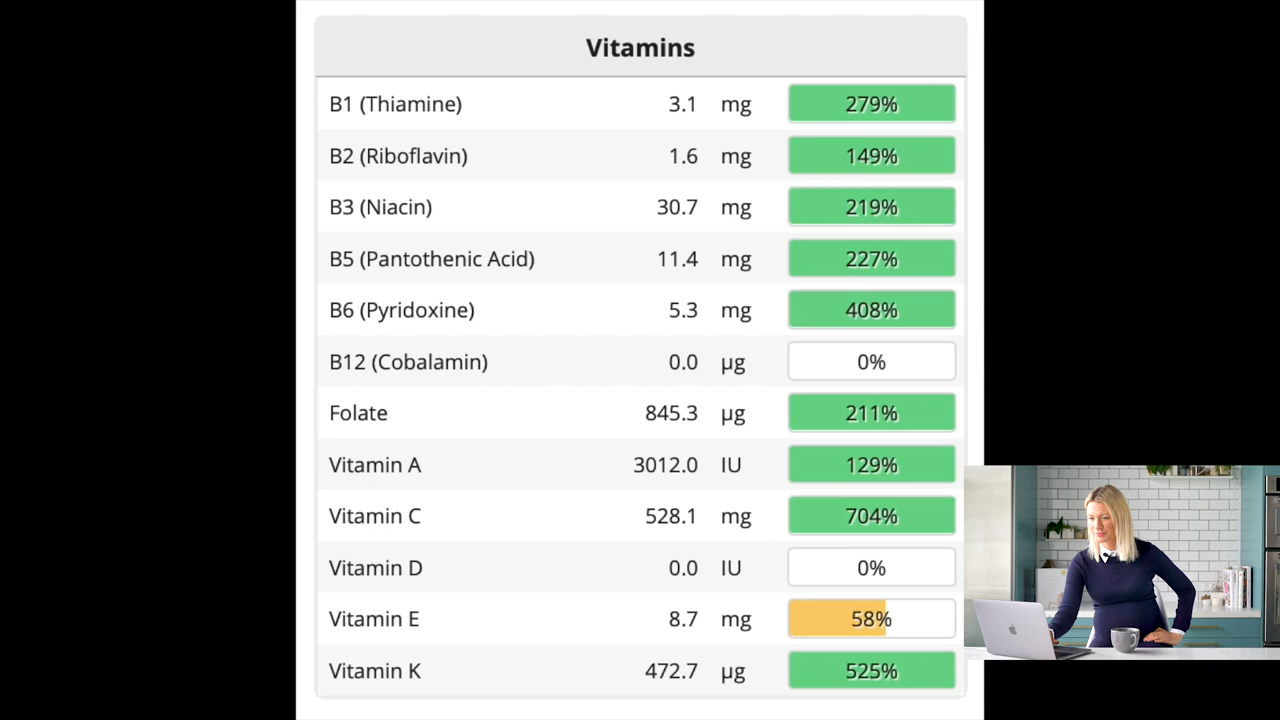 Vitamins
B1 (Thiamine) 3.1 mg 279%
B2 (Riboflavin) 1.6 mg 149%
B3 (Niacin) 30.7 mg 219%
B5 (Pantothenic Acid) 11.4 mg 227%
B6 (Pyridoxine) 5.3 mg 408%
B12 (Cobalamin) 0.0 µg 0%
Folate 845.3 µg 211%
Vitamin A 3012.0 IU 129%
Vitamin C 528.1 mg 704%
Vitamin D 0.0 IU 0%
Vitamin E 8.7 mg 58%
Vitamin K 472.7 µg 525%